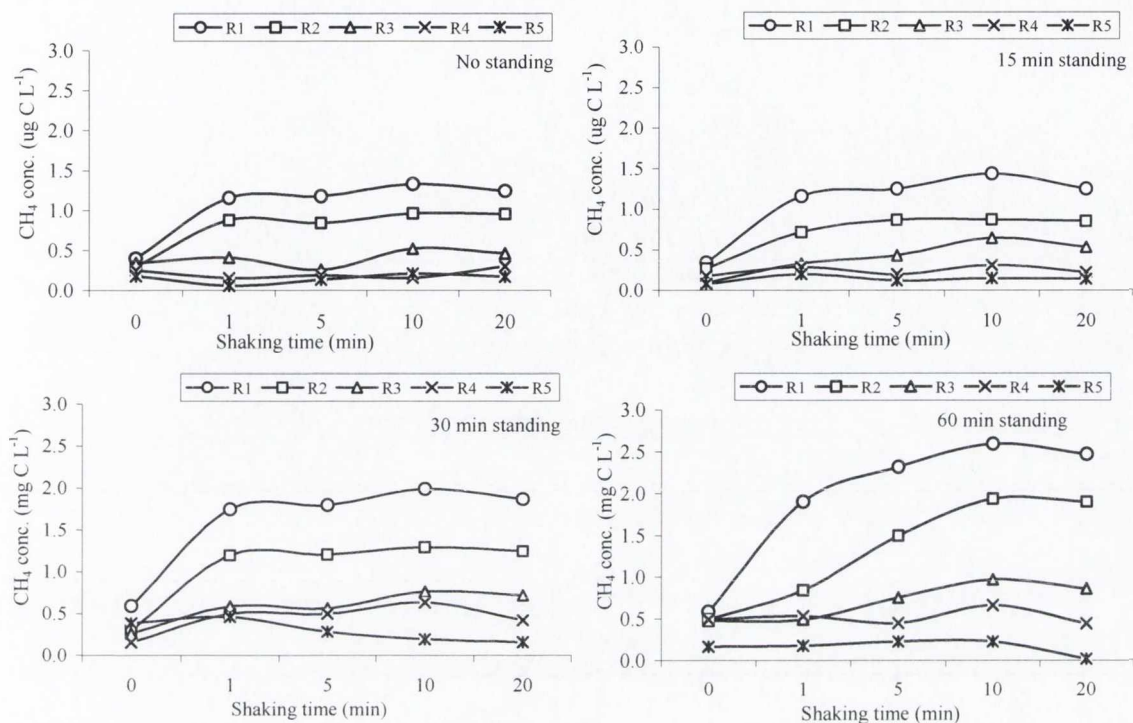 R1 R2 R3 R4 R5
No standing
CH4 conc. (ug C L-1)
3.0
2.5
2.0
1.5
1.0
0.5
0.0
0 1 5 10 20
Shaking time (min)
R1 R2 R3 R4 R5
15 min standing
CH4 conc. (ug C L-1)
3.0
2.5
2.0
1.5
1.0
0.5
0.0
0 1 5 10 20
Shaking time (min)
R1 R2 R3 R4 R5
30 min standing
CH4 conc. (mg C L-1)
3.0
2.5
2.0
1.5
1.0
0.5
0.0
0 1 5 10 20
Shaking time (min)
R1 R2 R3 R4 R5
60 min standing
CH4 conc. (mg C L-1)
3.0
2.5
2.0
1.5
1.0
0.5
0.0
0 1 5 10 20
Shaking time (min)